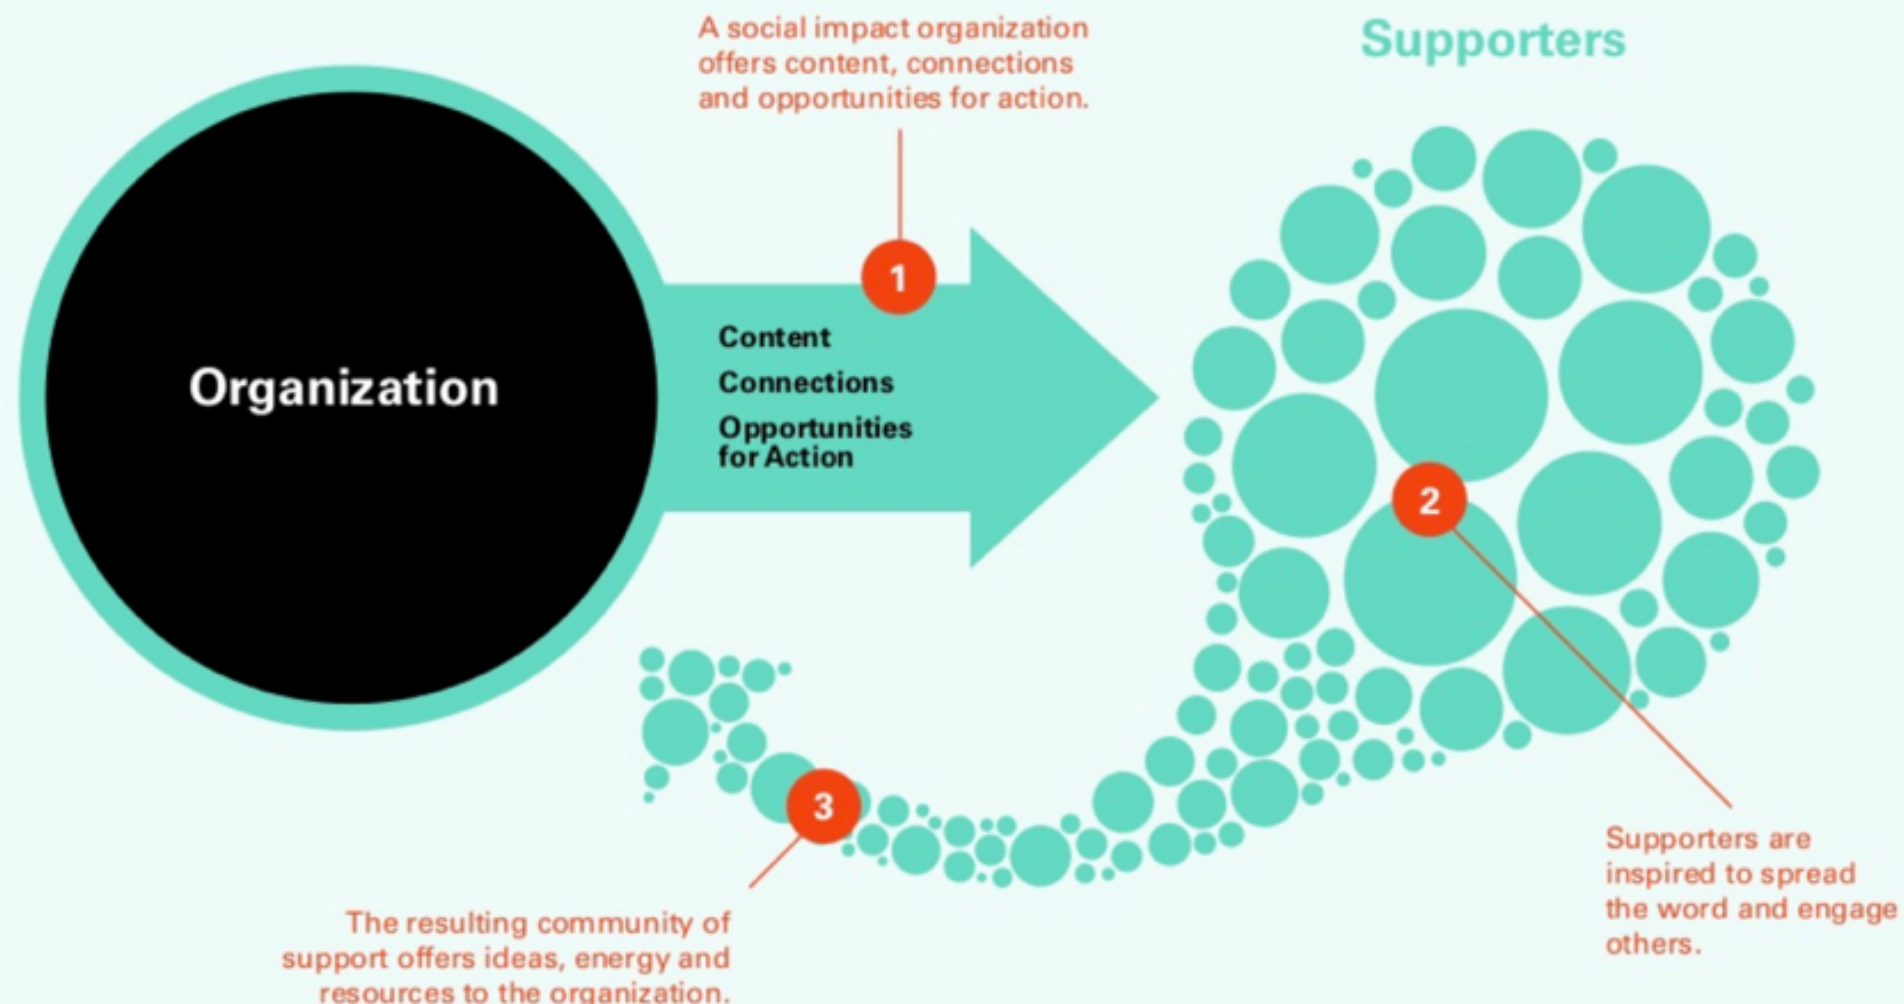 A social impact organization
offers content, connections
and opportunities for action.
Supporters
1
Organization
Content
Connections
Opportunities
for Action
2
3
Supporters are
inspired to spread
the word and engage
others.
The resulting community of
support offers ideas, energy and
resources to the organization.